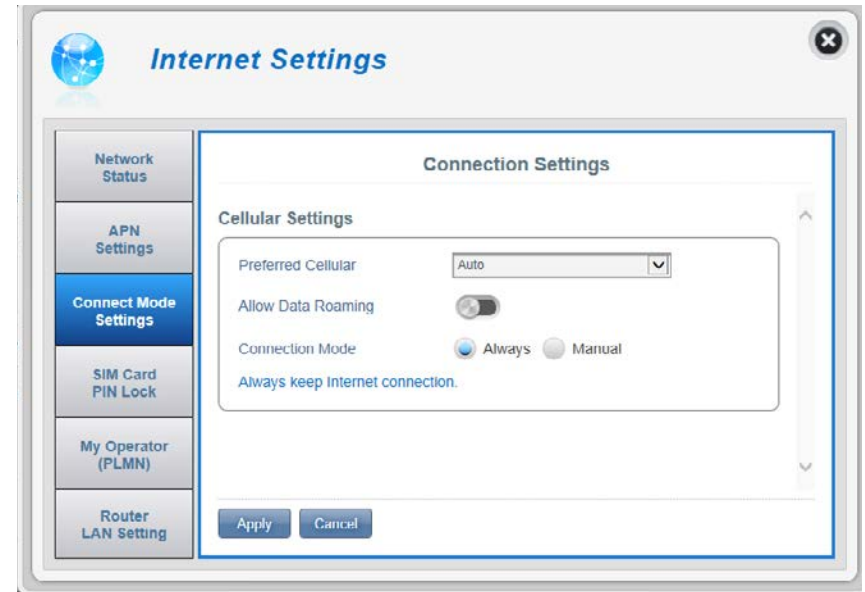 Internet Settings
Network
Status
APN
Settings
Connect Mode
Settings
SIM Card
PIN Lock
My Operator
(PLMN)
Router
LAN Setting
Connection Settings
Cellular Settings
Preferred Cellular Auto
Allow Data Roaming
Connection Mode Always Manual
Always keep Internet connection.
Apply Cancel